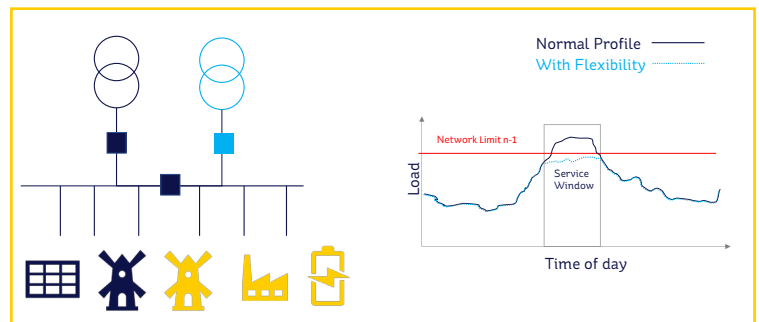 Normal Profile
With Flexibility
Network Limit n-1
Load
Service
Window
Time of day